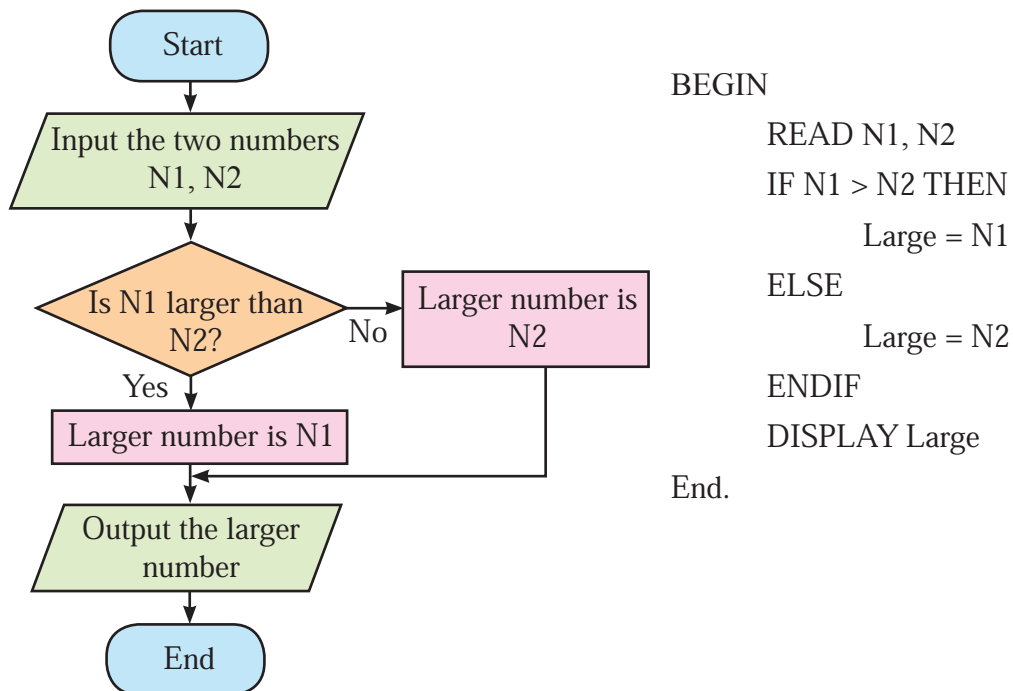 Start
Input the two numbers
N1, N2
Is N1 larger than
N2?
No
Larger number is
N2
Yes
Larger number is N1
Output the larger
number
End
BEGIN
READ N1, N2
IF N1 > N2 THEN
Large = N1
ELSE
Large = N2
ENDIF
DISPLAY Large
End.